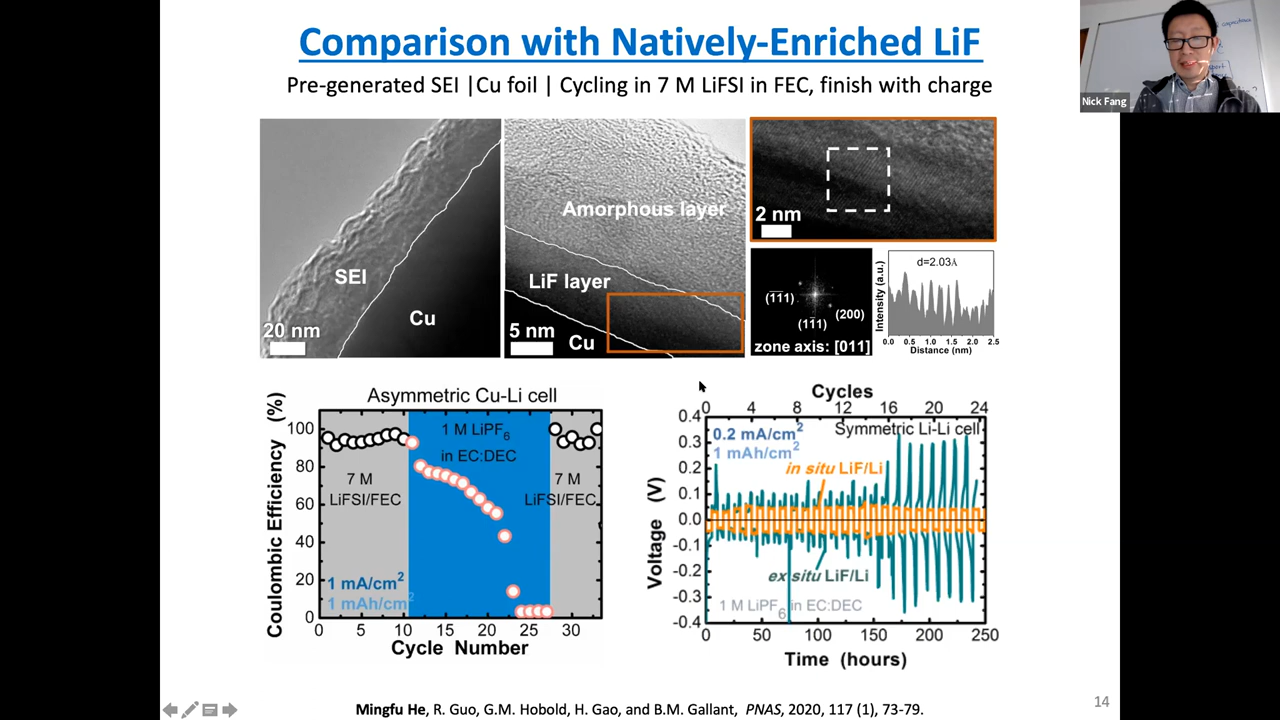 Comparison with Natively-Enriched LiF
Pre-generated SEI |Cu foil | Cycling in 7 M LiFSI in FEC, finish with charge
Nick Fang
SEI
Cu
20 nm
Amorphous layer
LiF layer
5 nm
Cu
2 nm
(1̅1̅1)
(11̅1)
(200)
zone axis: [011]
d=2.03Å
Intensity (a.u.)
0.0 0.5 1.0 1.5 2.0 2.5
Distance (nm)
Asymmetric Cu-Li cell
Coulombic Efficiency (%)
100
80
60
40
20
0
1 M LiPF6
in EC:DEC
7 M
LiFSI/FEC
7 M
LiFSI/FEC
1 mA/cm2
1 mAh/cm2
0 5 10 15 20 25 30
Cycle Number
Cycles
0 4 8 12 16 20 24
Voltage (V)
0.4
0.3
0.2
0.1
0.0
-0.1
-0.2
-0.3
-0.4
0.2 mA/cm2
1 mAh/cm2
Symmetric Li-Li cell
in situ LiF/Li
ex situ LiF/Li
1 M LiPF6 in EC:DEC
0 50 100 150 200 250
Time (hours)
14
Mingfu He, R. Guo, G.M. Hobold, H. Gao, and B.M. Gallant, PNAS, 2020, 117 (1), 73-79.